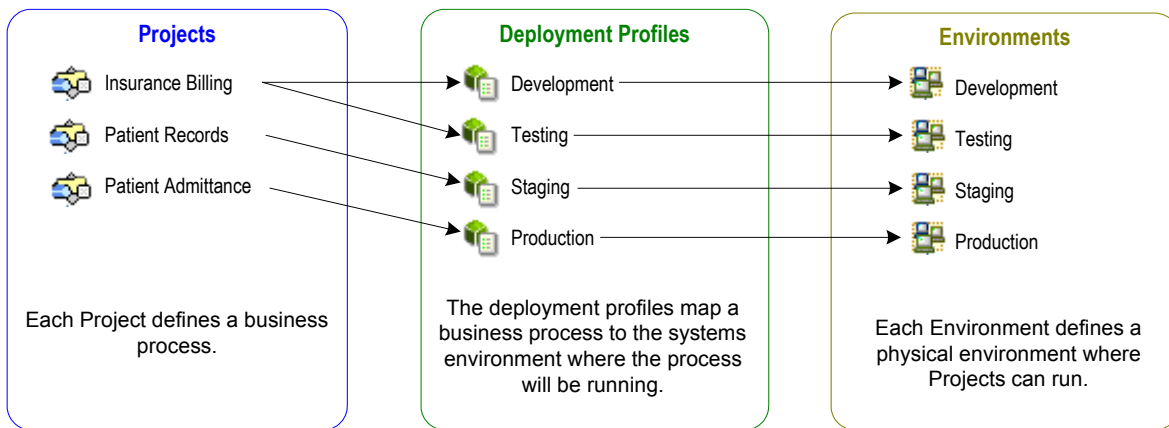 Projects
Insurance Billing
Patient Records
Patient Admittance
Each Project defines a business
process.
Deployment Profiles
Development
Testing
Staging
Production
The deployment profiles map a
business process to the systems
environment where the process
will be running.
Environments
Development
Testing
Staging
Production
Each Environment defines a
physical environment where
Projects can run.